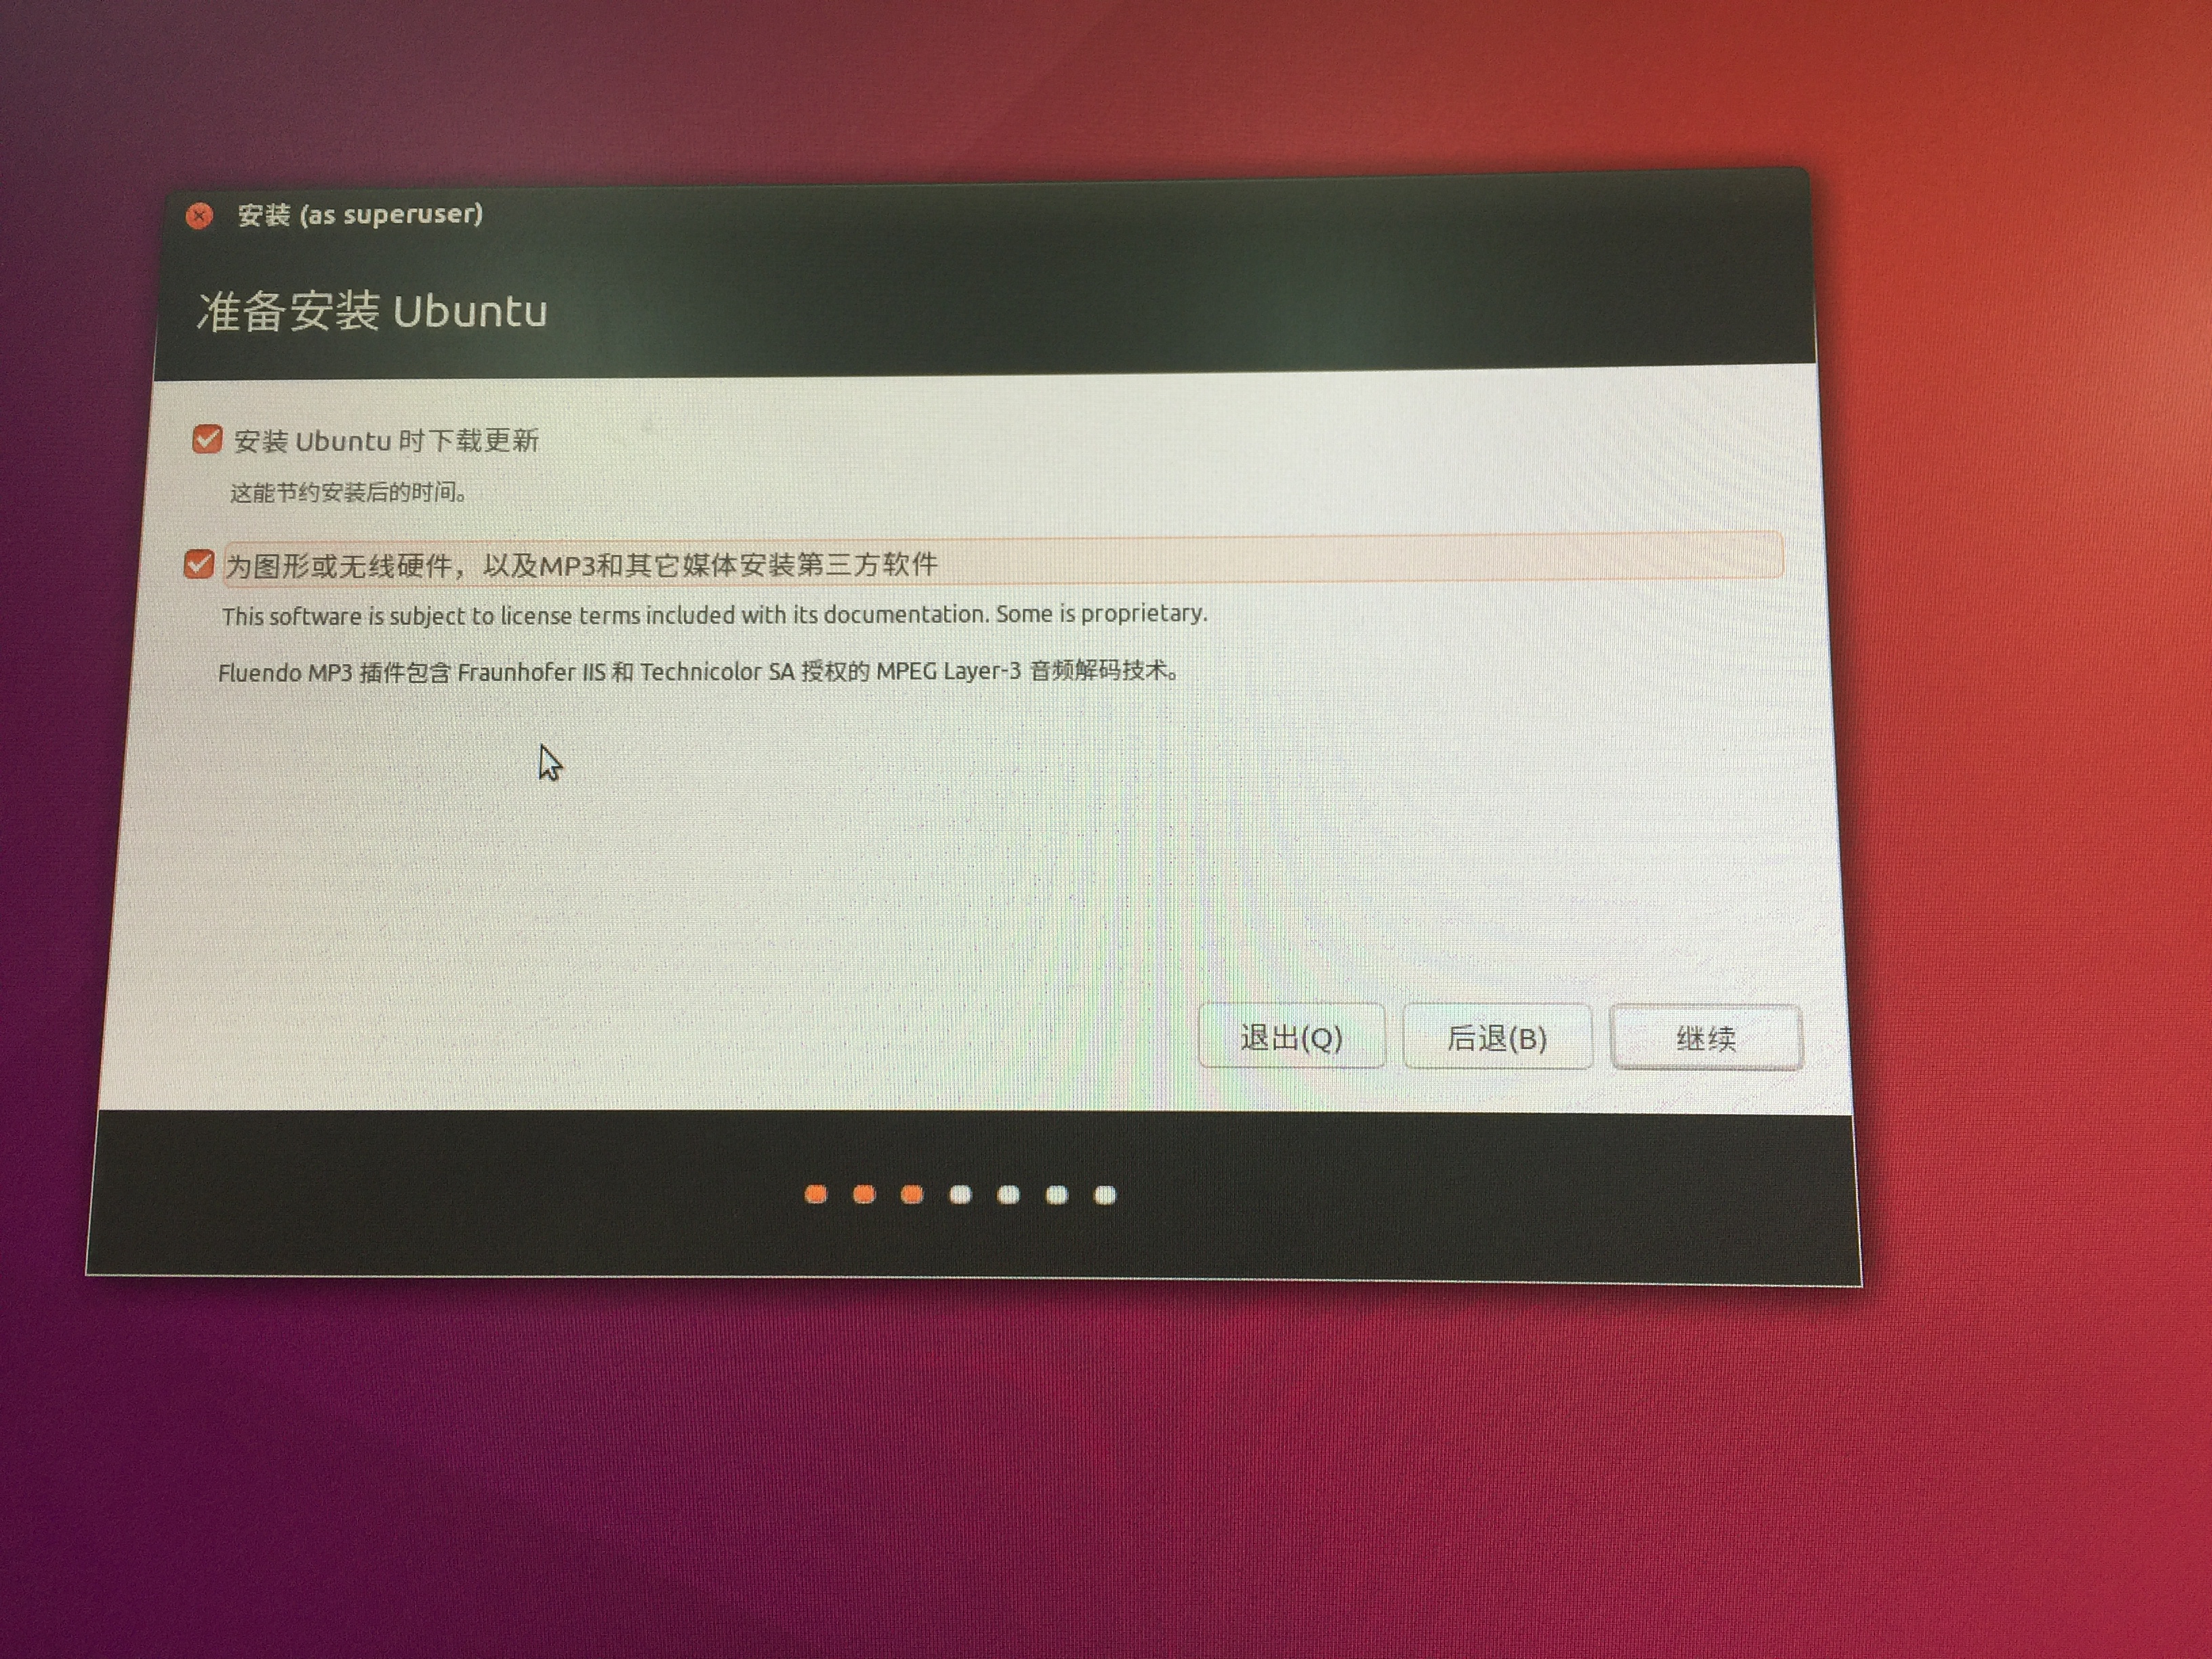 安装 (as superuser)
准备安装 Ubuntu
安装 Ubuntu 时下载更新
这能节约安装后的时间。
为图形或无线硬件，以及MP3和其它媒体安装第三方软件
This software is subject to license terms included with its documentation. Some is proprietary.
Fluendo MP3 插件包含 Fraunhofer IIS 和 Technicolor SA 授权的 MPEG Layer-3 音频解码技术。
退出(Q) 后退(B) 继续